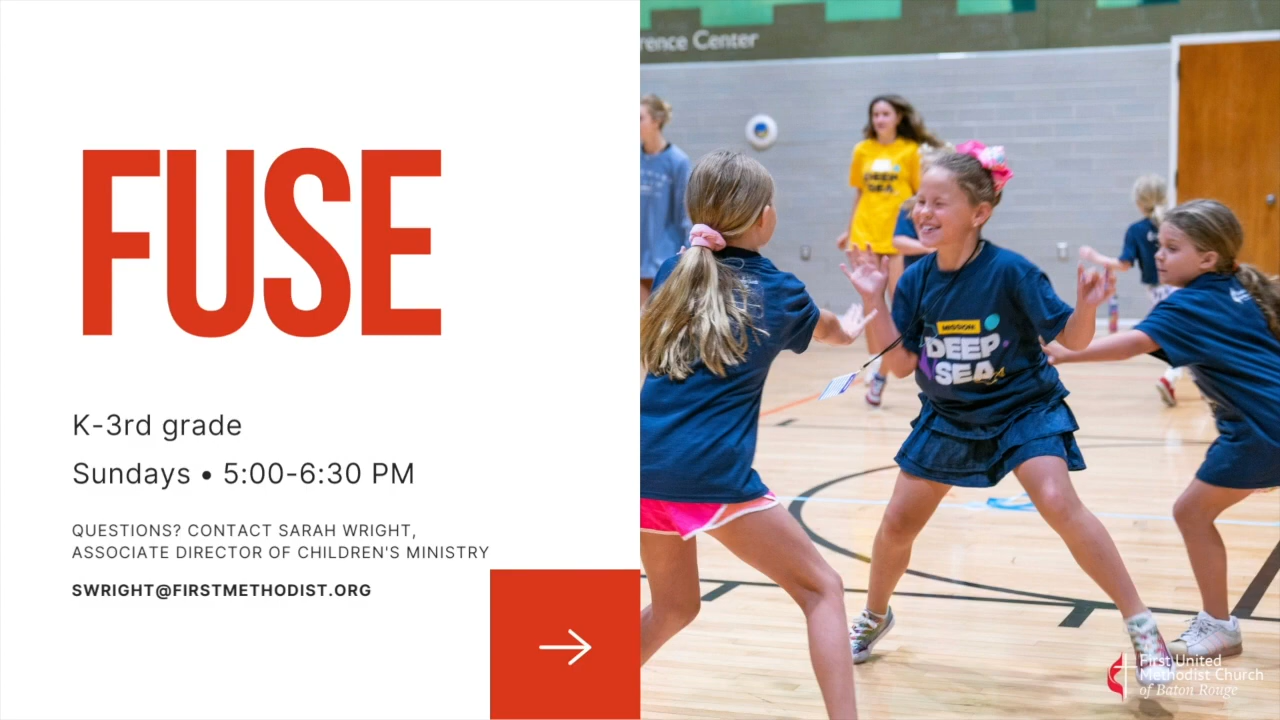 FUSE
K-3rd grade
Sundays • 5:00-6:30 PM
QUESTIONS? CONTACT SARAH WRIGHT,
ASSOCIATE DIRECTOR OF CHILDREN'S MINISTRY
SWRIGHT@FIRSTMETHODIST.ORG
rence Center
DEEP
SEA
MISSION
DEEP
SEA
First United
Methodist Church
of Baton Rouge